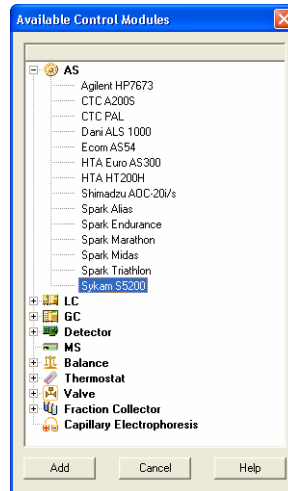 Available Control Modules
AS
Agilent HP7673
CTC A200S
CTC PAL
Dani ALS 1000
Ecom AS54
HTA Euro AS300
HTA HT200H
Shimadzu AOC-20i/s
Spark Alias
Spark Endurance
Spark Marathon
Spark Midas
Spark Triathlon
Sykam S5200
LC
GC
Detector
MS
Balance
Thermostat
Valve
Fraction Collector
Capillary Electrophoresis
Add Cancel Help